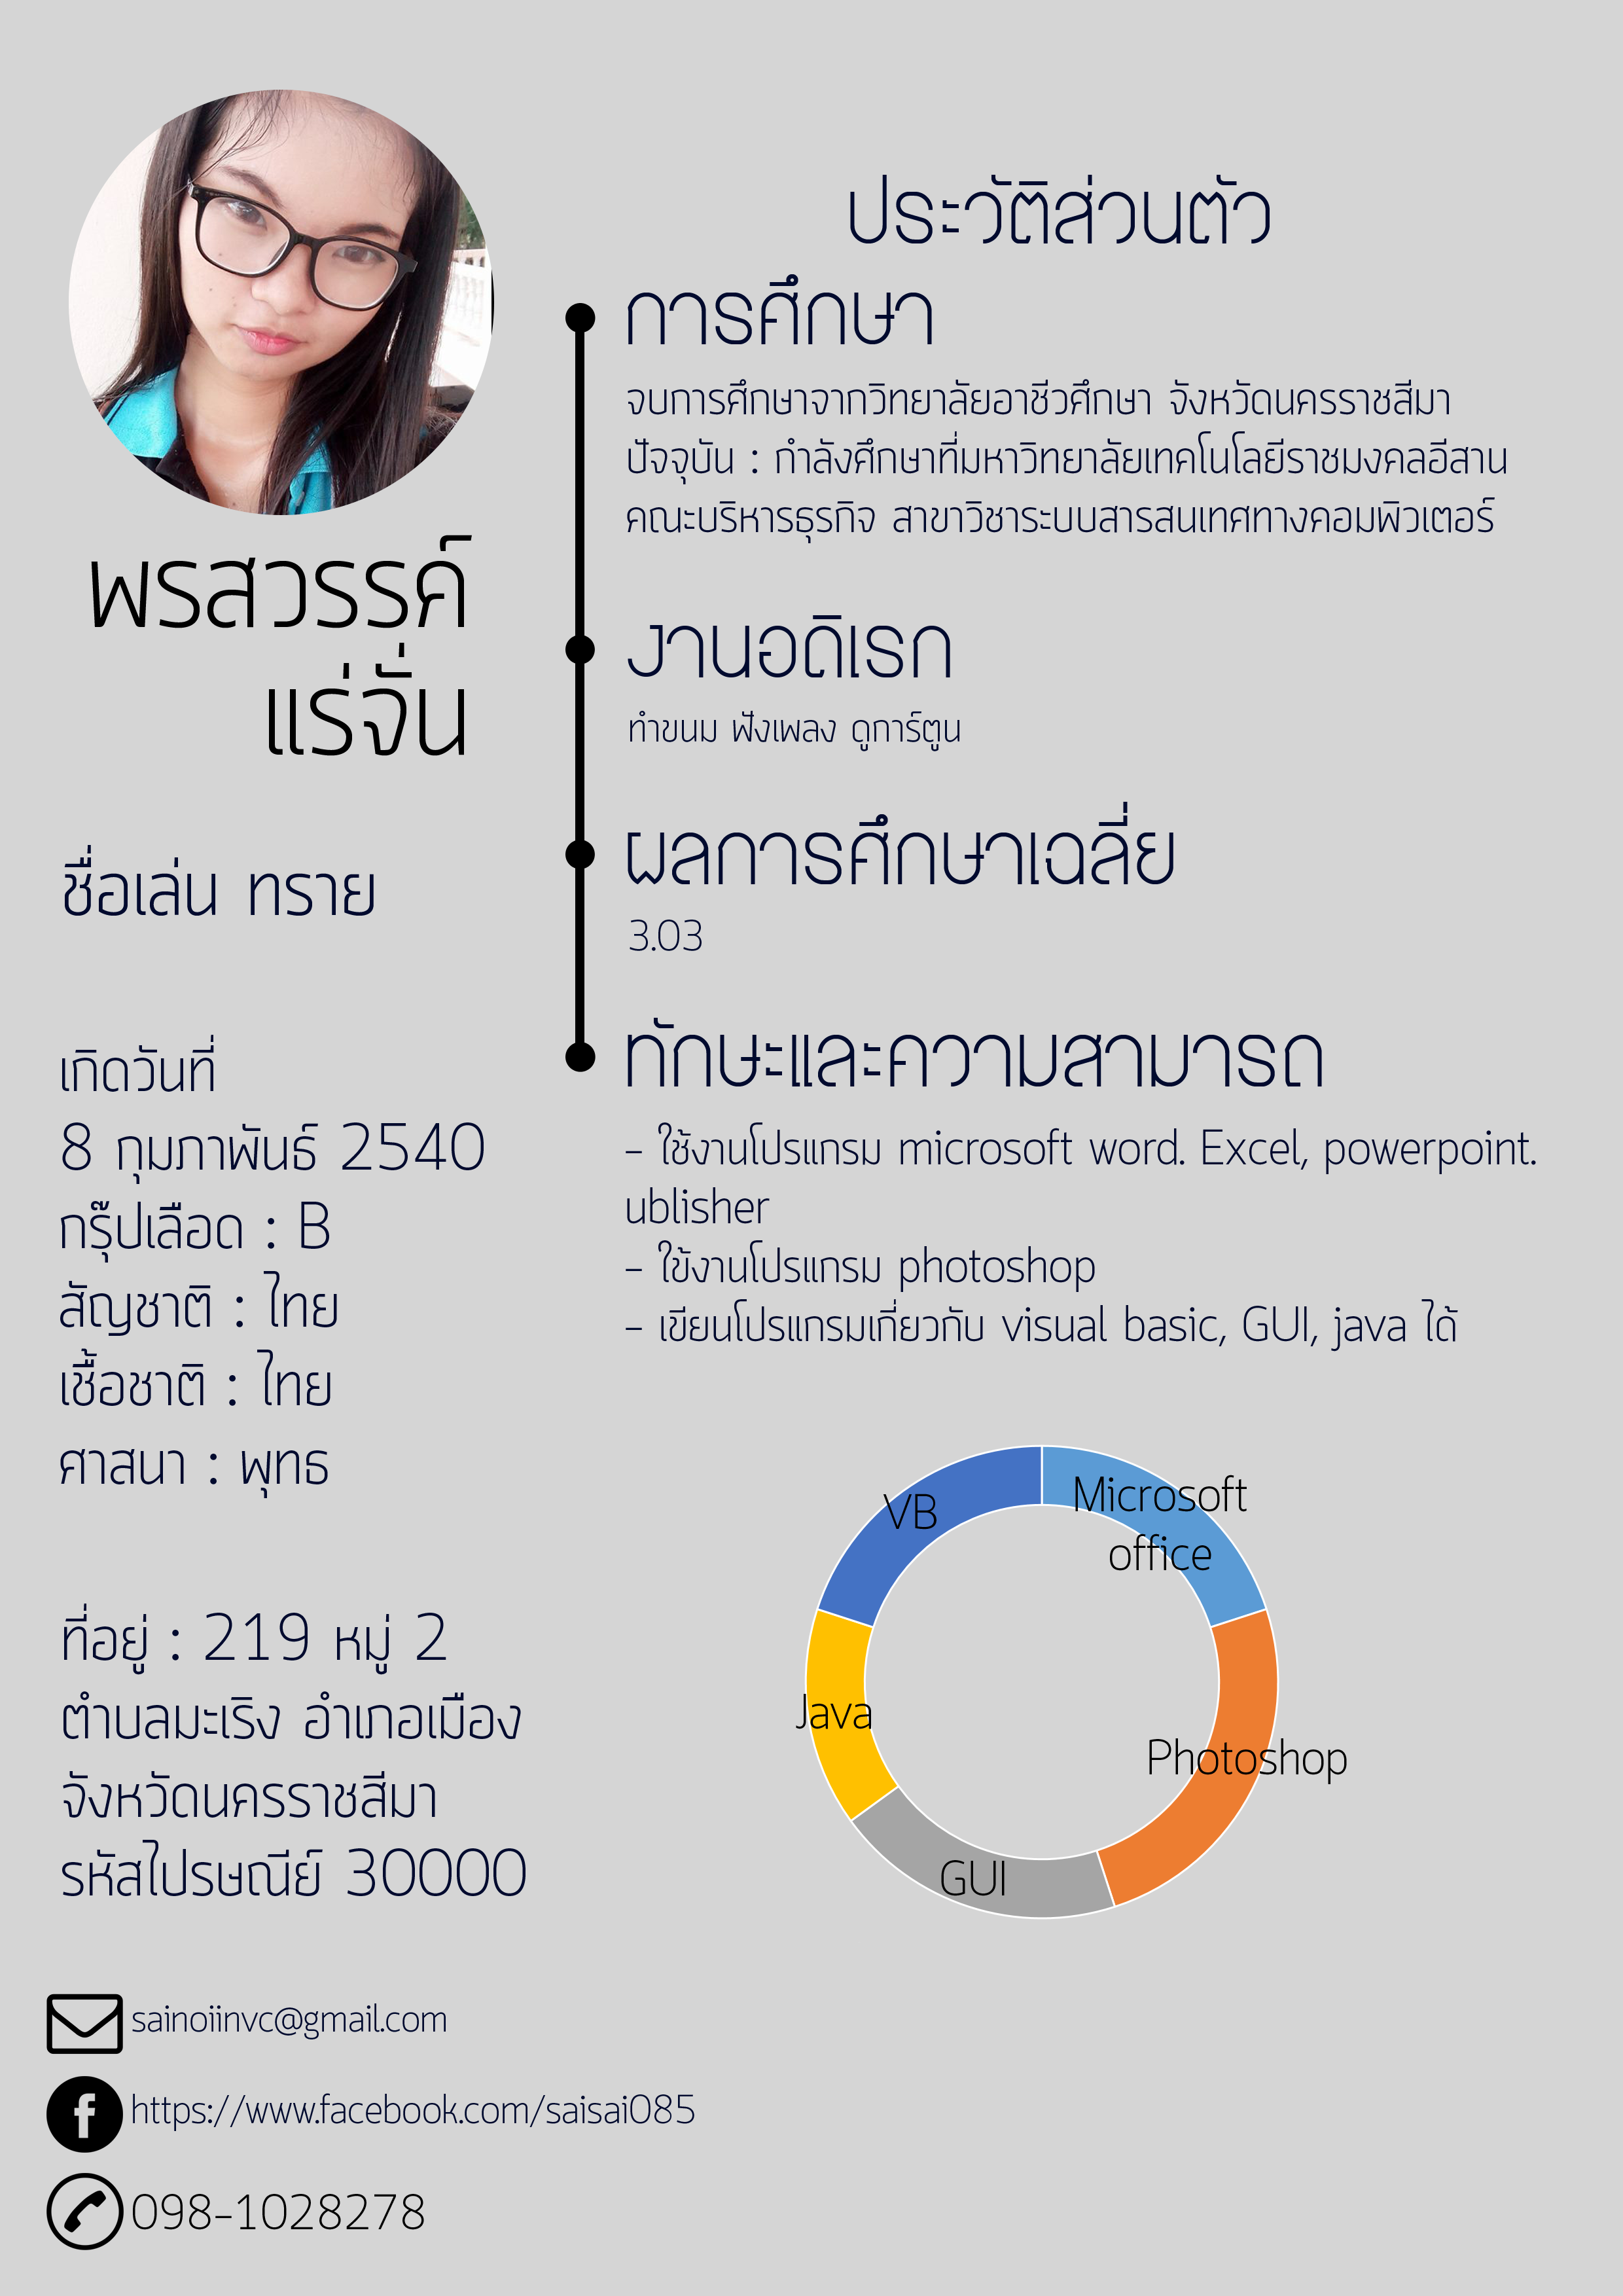 พรสวรรค์
แร่จั่น
ชื่อเล่น ทราย
เกิดวันที่
8 กุมภาพันธ์ 2540
กรุ๊ปเลือด : B
สัญชาติ : ไทย
เชื้อชาติ : ไทย
ศาสนา : พุทธ
ที่อยู่ : 219 หมู่ 2
ตำบลมะเริง อำเภอเมือง
จังหวัดนครราชสีมา
รหัสไปรษณีย์ 30000
sainoiinvc@gmail.com
https://www.facebook.com/saisai085
098-1028278
ประวัติส่วนตัว
การศึกษา
จบการศึกษาจากวิทยาลัยอาชีวศึกษา จังหวัดนครราชสีมา
ปัจจุบัน : กำลังศึกษาที่มหาวิทยาลัยเทคโนโลยีราชมงคลอีสาน
คณะบริหารธุรกิจ สาขาวิชาระบบสารสนเทศทางคอมพิวเตอร์
งานอดิเรก
ทำขนม ฟังเพลง ดูการ์ตูน
ผลการศึกษาเฉลี่ย
3.03
ทักษะและความสามารถ
- ใช้งานโปรแกรม microsoft word. Excel, powerpoint.
ublisher
- ใข้งานโปรแกรม photoshop
- เขียนโปรแกรมเกี่ยวกับ visual basic, GUI, java ได้
VB
Microsoft
office
Java
Photoshop
GUI